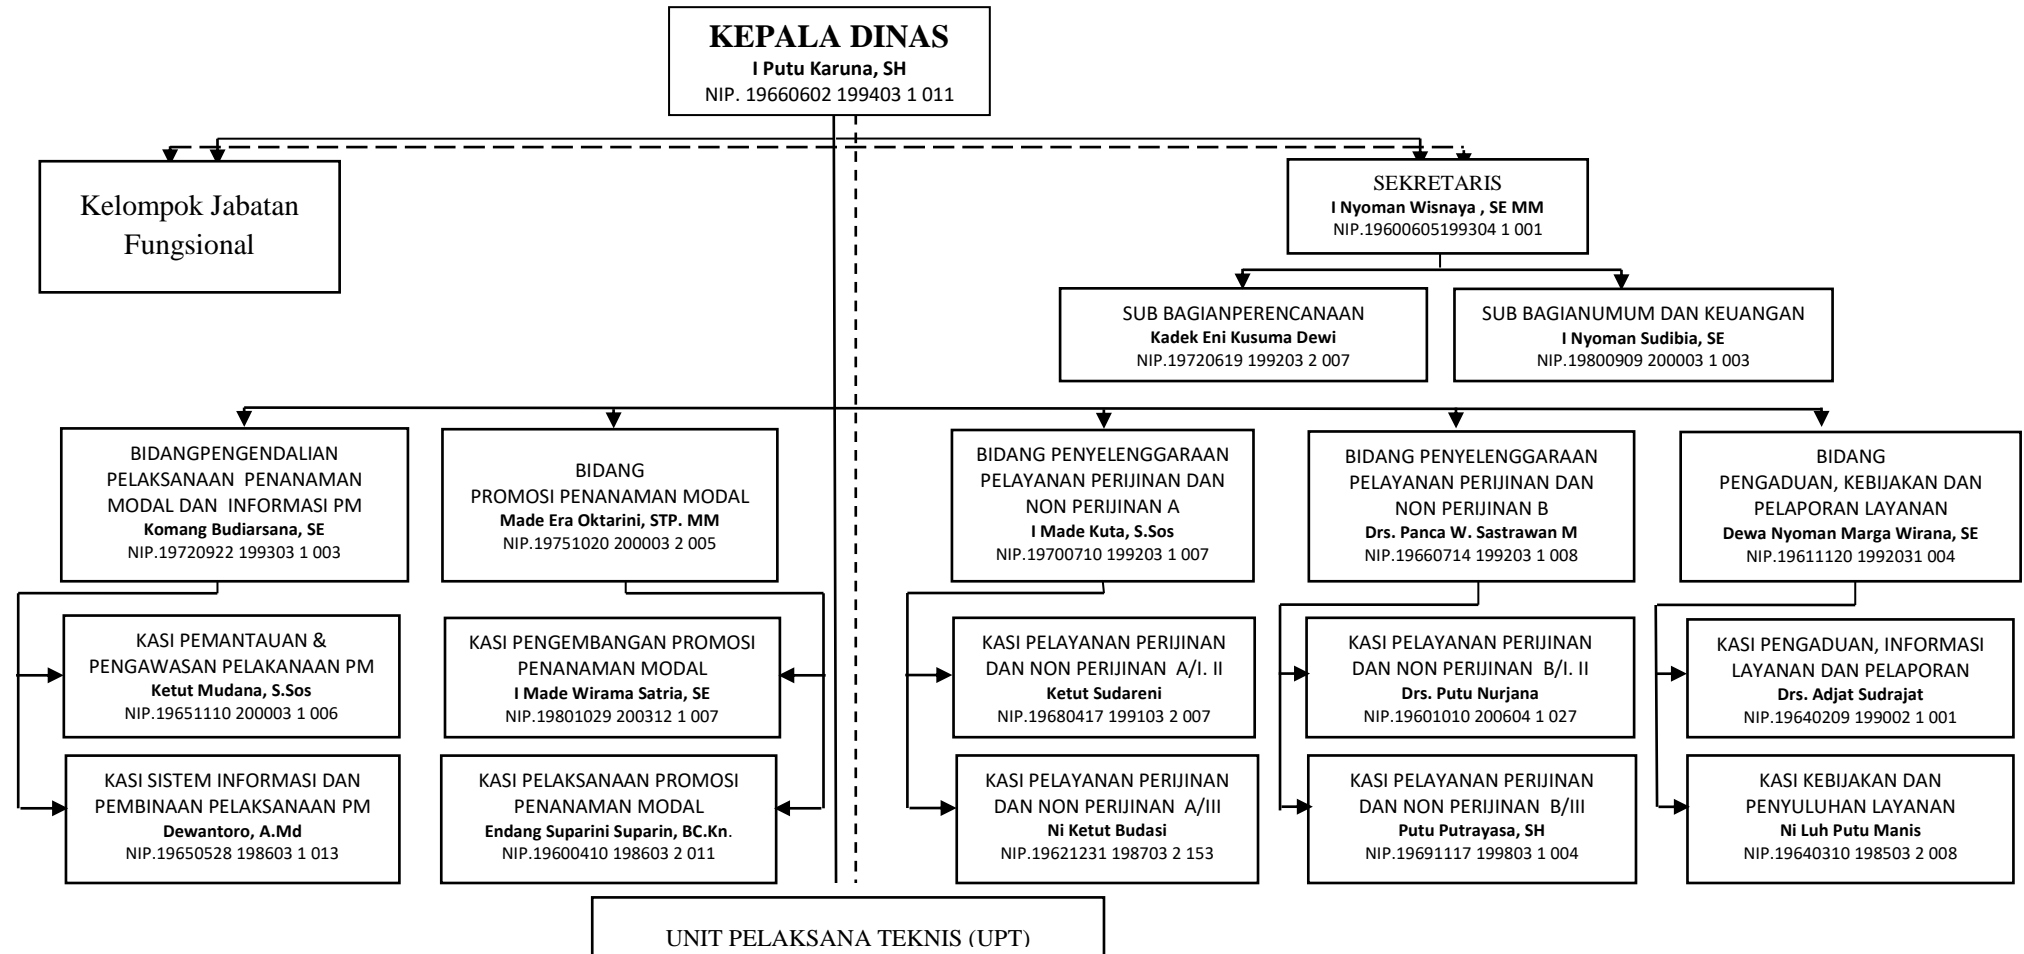 KEPALA DINAS
I Putu Karuna, SH
NIP. 19660602 199403 1 011
Kelompok Jabatan
Fungsional
SEKRETARIS
I Nyoman Wisnaya , SE MM
NIP.19600605199304 1 001
SUB BAGIANPERENCANAAN
Kadek Eni Kusuma Dewi
NIP.19720619 199203 2 007
SUB BAGIANUMUM DAN KEUANGAN
I Nyoman Sudibia, SE
NIP.19800909 200003 1 003
BIDANGPENGENDALIAN
PELAKSANAAN PENANAMAN
MODAL DAN INFORMASI PM
Komang Budiarsana, SE
NIP.19720922 199303 1 003
BIDANG
PROMOSI PENANAMAN MODAL
Made Era Oktarini, STP. MM
NIP.19751020 200003 2 005
BIDANG PENYELENGGARAAN
PELAYANAN PERIJINAN DAN
NON PERIJINAN A
I Made Kuta, S.Sos
NIP.19700710 199203 1 007
BIDANG PENYELENGGARAAN
PELAYANAN PERIJINAN DAN
NON PERIJINAN B
Drs. Panca W. Sastrawan M
NIP.19660714 199203 1 008
BIDANG
PENGADUAN, KEBIJAKAN DAN
PELAPORAN LAYANAN
Dewa Nyoman Marga Wirana, SE
NIP.19611120 1992031 004
KASI PEMANTAUAN &
PENGAWASAN PELAKANAAN PM
Ketut Mudana, S.Sos
NIP.19651110 200003 1 006
KASI PENGEMBANGAN PROMOSI
PENANAMAN MODAL
I Made Wirama Satria, SE
NIP.19801029 200312 1 007
KASI PELAYANAN PERIJINAN
DAN NON PERIJINAN A/I. II
Ketut Sudareni
NIP.19680417 199103 2 007
KASI PELAYANAN PERIJINAN
DAN NON PERIJINAN B/I. II
Drs. Putu Nurjana
NIP.19601010 200604 1 027
KASI PENGADUAN, INFORMASI
LAYANAN DAN PELAPORAN
Drs. Adjat Sudrajat
NIP.19640209 199002 1 001
KASI SISTEM INFORMASI DAN
PEMBINAAN PELAKSANAAN PM
Dewantoro, A.Md
NIP.19650528 198603 1 013
KASI PELAKSANAAN PROMOSI
PENANAMAN MODAL
Endang Suparini Suparin, BC.Kn.
NIP.19600410 198603 2 011
KASI PELAYANAN PERIJINAN
DAN NON PERIJINAN A/III
Ni Ketut Budasi
NIP.19621231 198703 2 153
KASI PELAYANAN PERIJINAN
DAN NON PERIJINAN B/III
Putu Putrayasa, SH
NIP.19691117 199803 1 004
KASI KEBIJAKAN DAN
PENYULUHAN LAYANAN
Ni Luh Putu Manis
NIP.19640310 198503 2 008
UNIT PELAKSANA TEKNIS (UPT)